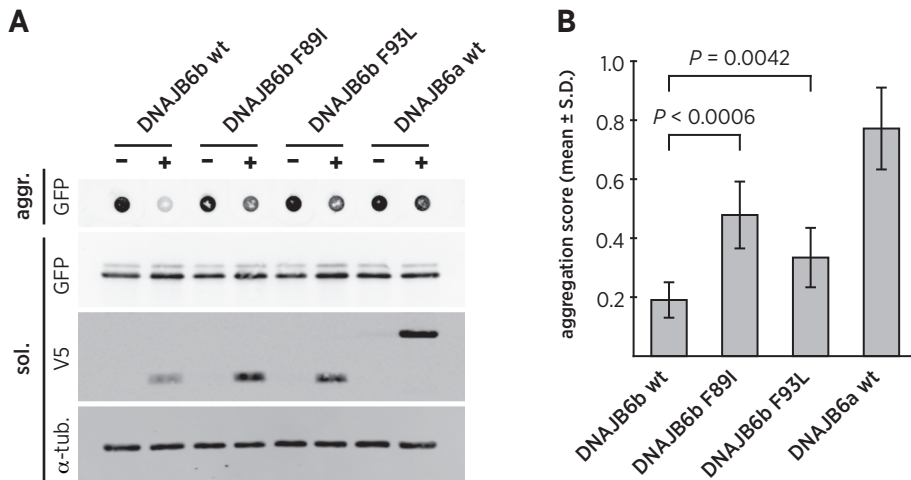 A
DNAJB6b wt
DNAJB6b F89I
DNAJB6b F93L
DNAJB6a wt
– + – + – + – +
aggr.
GFP
sol.
GFP
V5
α-tub.
B
aggregation score (mean ± S.D.)
1.0
0.8
0.6
0.4
0.2
P = 0.0042
P < 0.0006
DNAJB6b wt
DNAJB6b F89I
DNAJB6b F93L
DNAJB6a wt